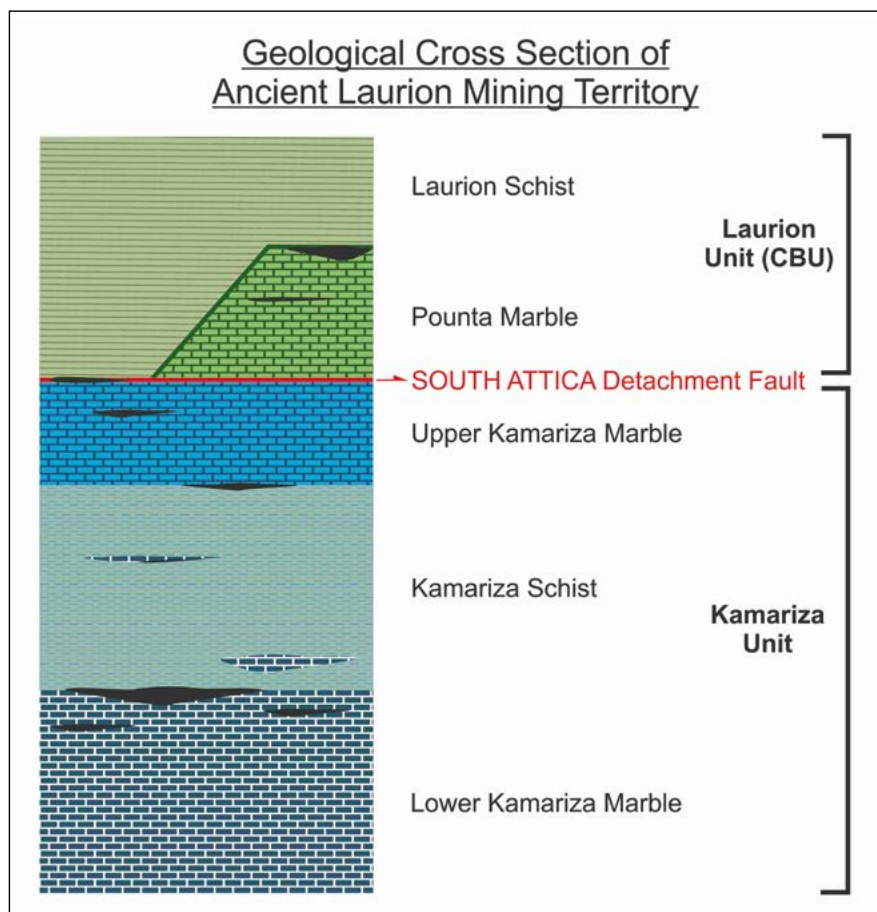 Geological Cross Section of
Ancient Laurion Mining Territory
Laurion Schist
Laurion
Unit (CBU)
Pounta Marble
SOUTH ATTICA Detachment Fault
Upper Kamariza Marble
Kamariza Schist
Kamariza
Unit
Lower Kamariza Marble